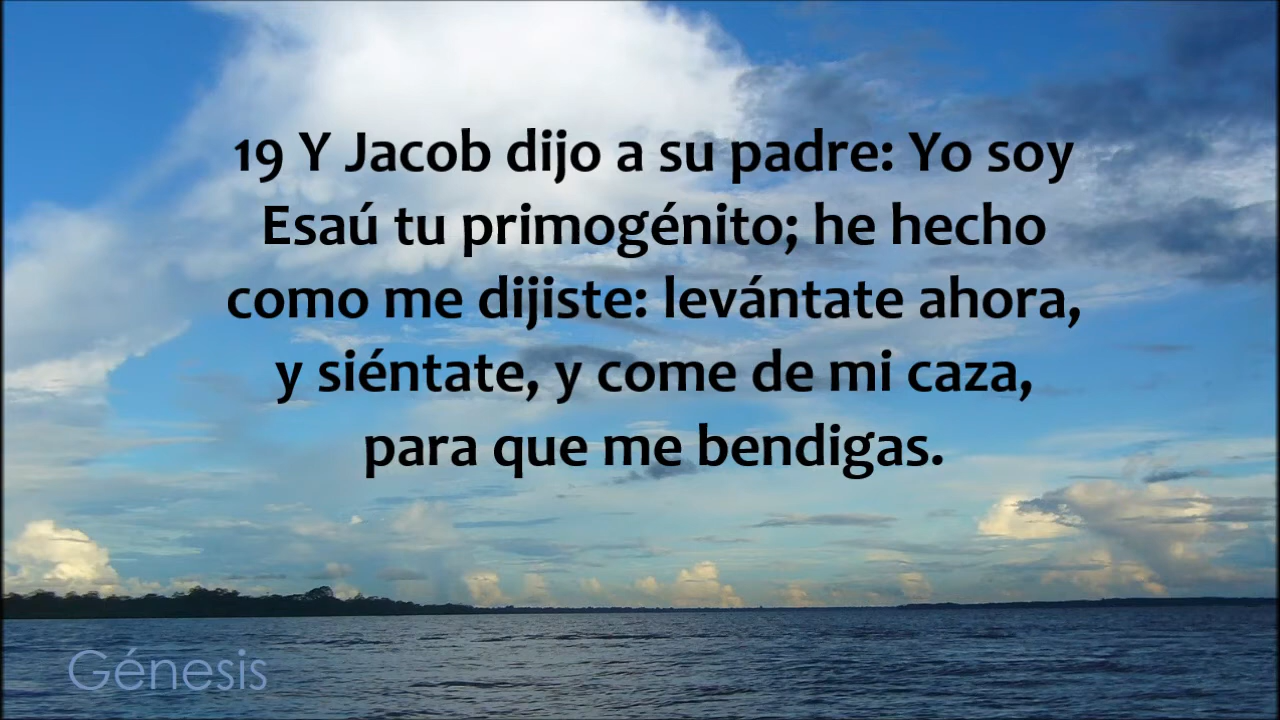 19 Y Jacob dijo a su padre: Yo soy
Esaú tu primogénito; he hecho
como me dijiste: levántate ahora,
y siéntate, y come de mi caza,
para que me bendigas.
Génesis